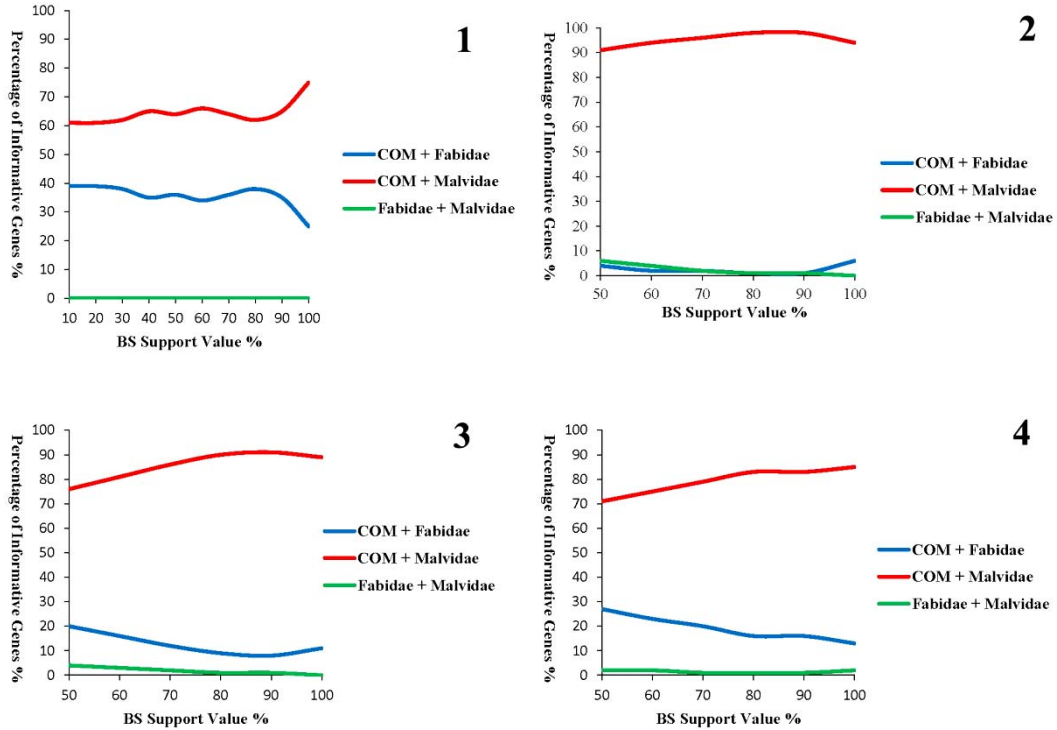 1
Percentage of Informative Genes %
100
90
80
70
60
50
40
30
20
10
0
10 20 30 40 50 60 70 80 90 100
BS Support Value %
COM + Fabidae
COM + Malvidae
Fabidae + Malvidae
2
Percentage of Informative Genes %
100
90
80
70
60
50
40
30
20
10
0
50 60 70 80 90 100
BS Support Value %
COM + Fabidae
COM + Malvidae
Fabidae + Malvidae
3
Percentage of Informative Genes %
100
90
80
70
60
50
40
30
20
10
0
50 60 70 80 90 100
BS Support Value %
COM + Fabidae
COM + Malvidae
Fabidae + Malvidae
4
Percentage of Informative Genes %
100
90
80
70
60
50
40
30
20
10
0
50 60 70 80 90 100
BS Support Value %
COM + Fabidae
COM + Malvidae
Fabidae + Malvidae